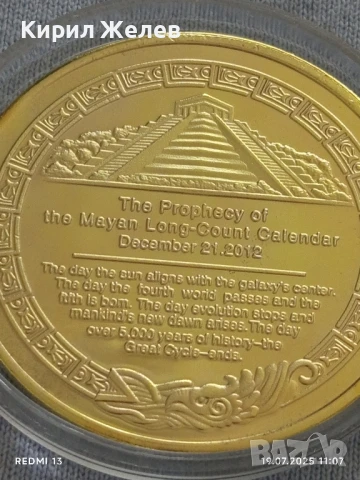 Кирил Желев
The Prophecy of
the Mayan Long-Count Calendar
December 21.2012
The day the sun aligns with the galaxy's center.
The day the fourth world passes and the
fifth is born. The day evolution stops and
mankind's new dawn arises. The day
over 5,000 years of history–the
Great Cycle–ends.
REDMI 13
19.07.2025 11:07
bazar